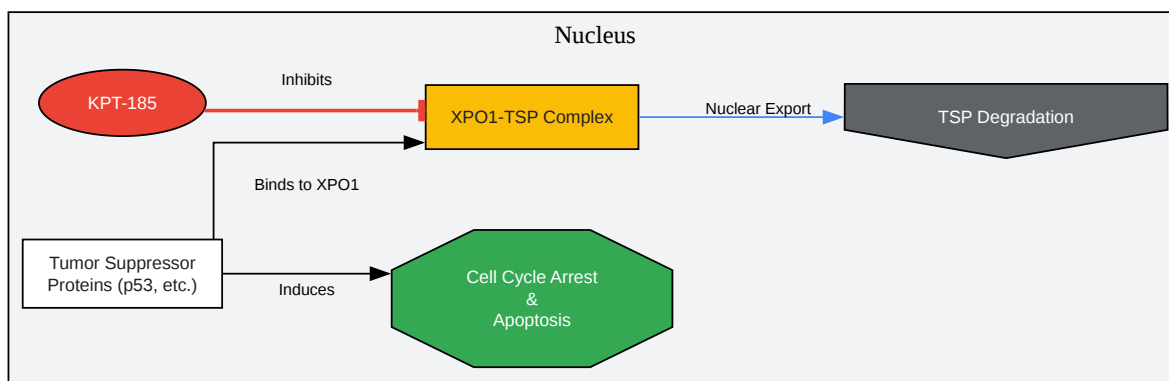 Nucleus
KPT-185
Inhibits
XPO1-TSP Complex
Nuclear Export
TSP Degradation
Binds to XPO1
Tumor Suppressor
Proteins (p53, etc.)
Induces
Cell Cycle Arrest
&
Apoptosis